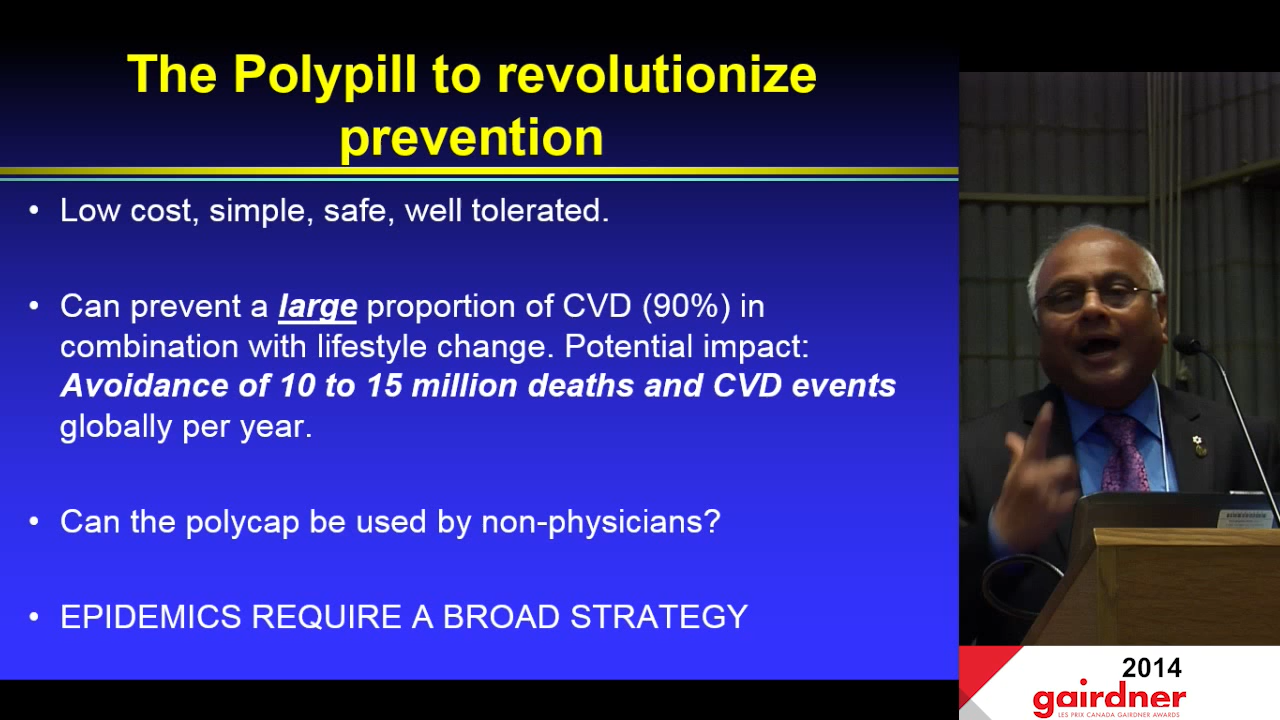 The Polypill to revolutionize
prevention
• Low cost, simple, safe, well tolerated.
• Can prevent a large proportion of CVD (90%) in
combination with lifestyle change. Potential impact:
Avoidance of 10 to 15 million deaths and CVD events
globally per year.
• Can the polycap be used by non-physicians?
• EPIDEMICS REQUIRE A BROAD STRATEGY
2014
gairdner
LES PRIX CANADA GAIRDNER AWARDS